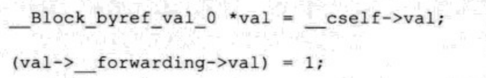 __Block_byref_val_0 *val = __cself->val;
(val->__forwarding->val) = 1;